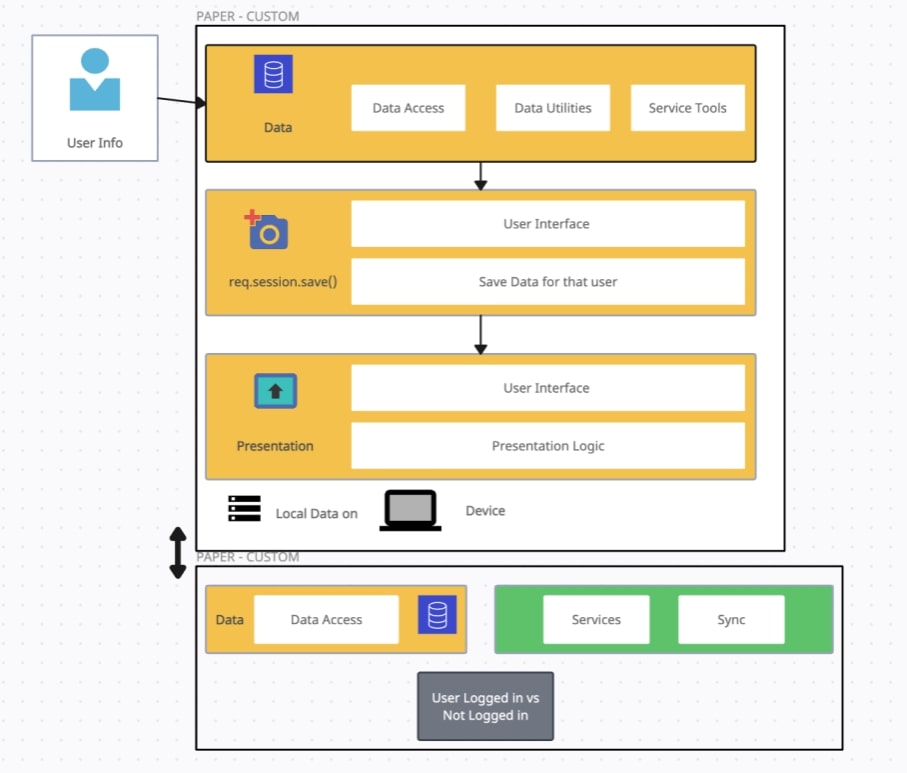 PAPER - CUSTOM
User Info
Data
Data Access
Data Utilities
Service Tools
req.session.save()
User Interface
Save Data for that user
Presentation
User Interface
Presentation Logic
Local Data on
Device
PAPER - CUSTOM
Data
Data Access
Services
Sync
User Logged in vs
Not Logged in